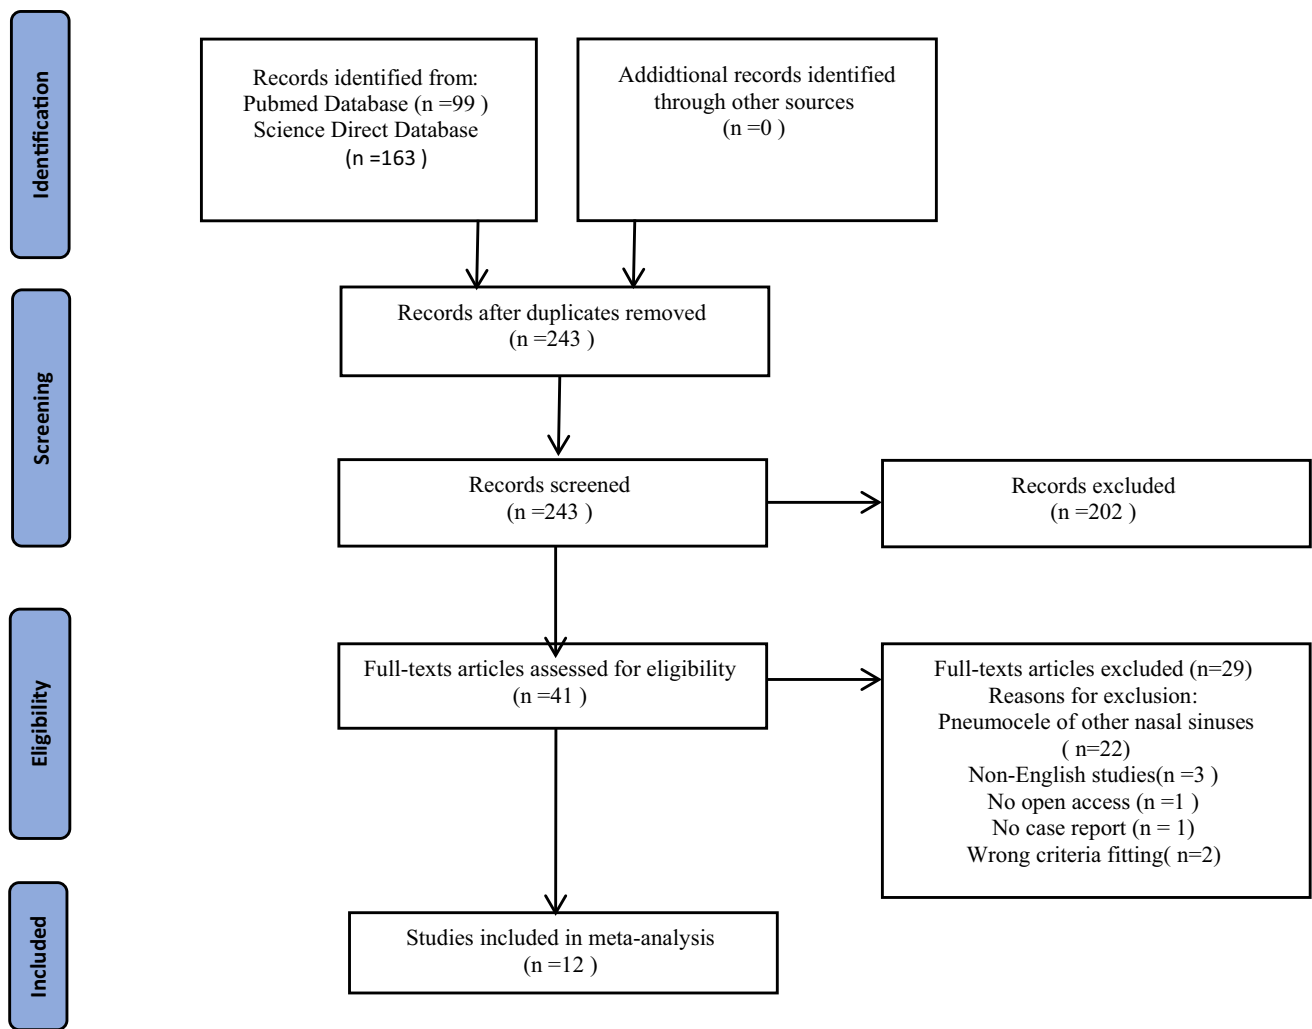 Identification
Records identified from:
Pubmed Database (n =99 )
Science Direct Database
(n =163 )
Addidtional records identified
through other sources
(n =0 )
Screening
Records after duplicates removed
(n =243 )
Records screened
(n =243 )
Records excluded
(n =202 )
Eligibility
Full-texts articles assessed for eligibility
(n =41 )
Full-texts articles excluded (n=29)
Reasons for exclusion:
Pneumocele of other nasal sinuses
( n=22)
Non-English studies(n =3 )
No open access (n =1 )
No case report (n = 1)
Wrong criteria fitting( n=2)
Included
Studies included in meta-analysis
(n =12 )